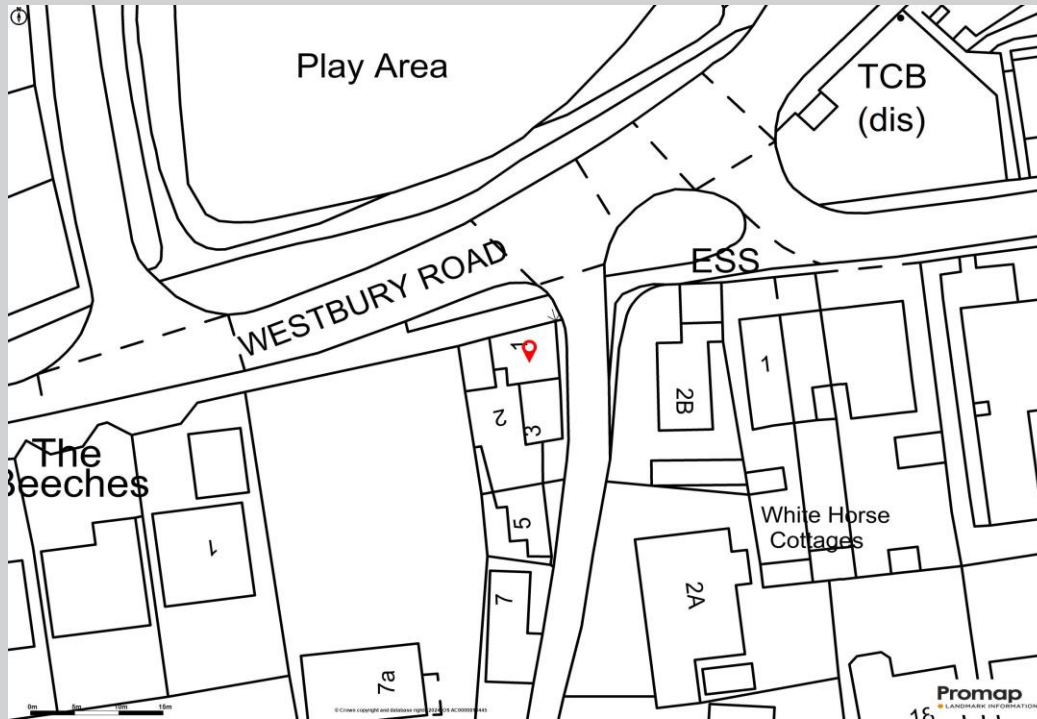 Play Area
TCB
(dis)
WESTBURY ROAD
ESS
1
2
3
5
7
7a
2B
1
2A
White Horse
Cottages
The
Beeches
1
18
0m 5m 10m 15m
Promap
LANDMARK INFORMATION